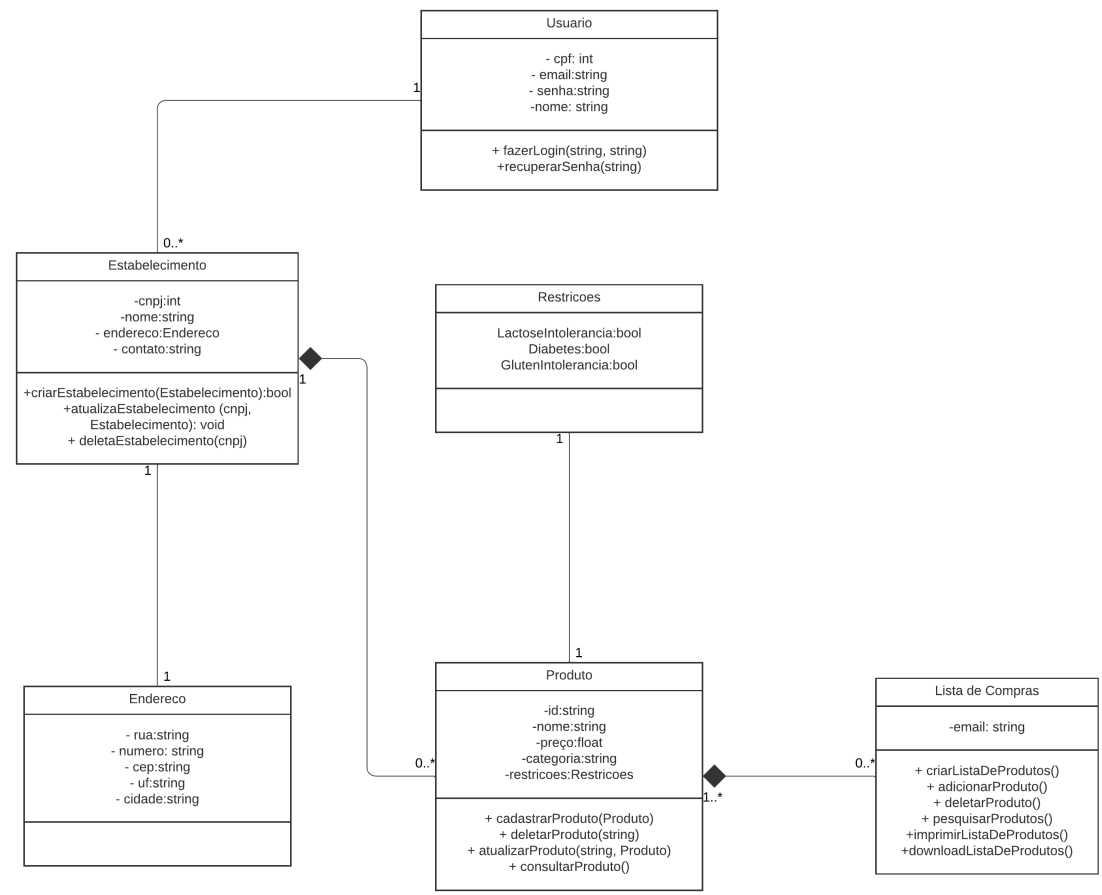 Usuario
- cpf: int
- email:string
- senha:string
-nome: string
+ fazerLogin(string, string)
+recuperarSenha(string)
1
0..*
Estabelecimento
-cnpj:int
-nome:string
- endereco:Endereco
- contato:string
+criarEstabelecimento(Estabelecimento):bool
+atualizaEstabelecimento (cnpj,
Estabelecimento): void
+ deletaEstabelecimento(cnpj)
1
1
Restricoes
LactoseIntolerancia:bool
Diabetes:bool
GlutenIntolerancia:bool
1
1
Endereco
- rua:string
- numero: string
- cep:string
- uf:string
- cidade:string
1
0..*
Produto
-id:string
-nome:string
-preço:float
-categoria:string
-restricoes:Restricoes
+ cadastrarProduto(Produto)
+ deletarProduto(string)
+ atualizarProduto(string, Produto)
+ consultarProduto()
1..*
0..*
Lista de Compras
-email: string
+ criarListaDeProdutos()
+ adicionarProduto()
+ deletarProduto()
+ pesquisarProdutos()
+imprimirListaDeProdutos()
+downloadListaDeProdutos()